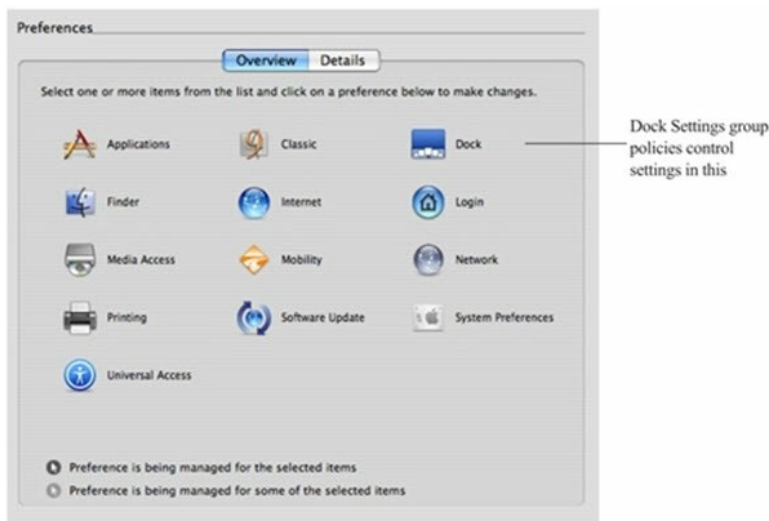 Preferences
Overview Details
Select one or more items from the list and click on a preference below to make changes.
Applications Classic Dock
Finder Internet Login
Media Access Mobility Network
Printing Software Update System Preferences
Universal Access
Preference is being managed for the selected items
Preference is being managed for some of the selected items
Dock Settings group
policies control
settings in this